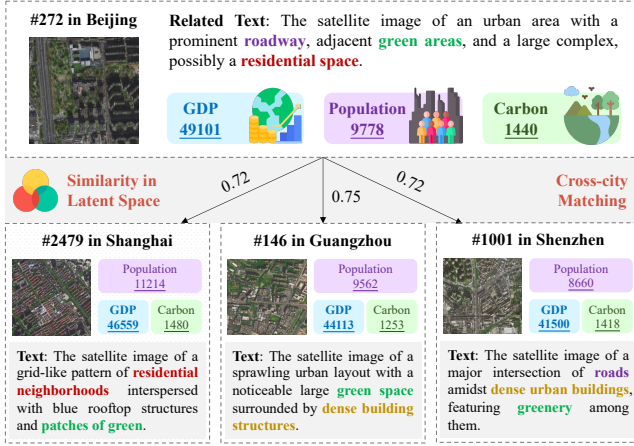 #272 in Beijing
Related Text: The satellite image of an urban area with a
prominent roadway, adjacent green areas, and a large complex,
possibly a residential space.
GDP
49101
Population
9778
Carbon
1440
Similarity in
Latent Space
0.72
0.75
0.72
Cross-city
Matching
#2479 in Shanghai
Population
11214
GDP
46559
Carbon
1480
Text: The satellite image of a
grid-like pattern of residential
neighborhoods interspersed
with blue rooftop structures
and patches of green.
#146 in Guangzhou
Population
9562
GDP
44113
Carbon
1253
Text: The satellite image of a
sprawling urban layout with a
noticeable large green space
surrounded by dense building
structures.
#1001 in Shenzhen
Population
8660
GDP
41500
Carbon
1418
Text: The satellite image of a
major intersection of roads
amidst dense urban buildings,
featuring greenery among
them.